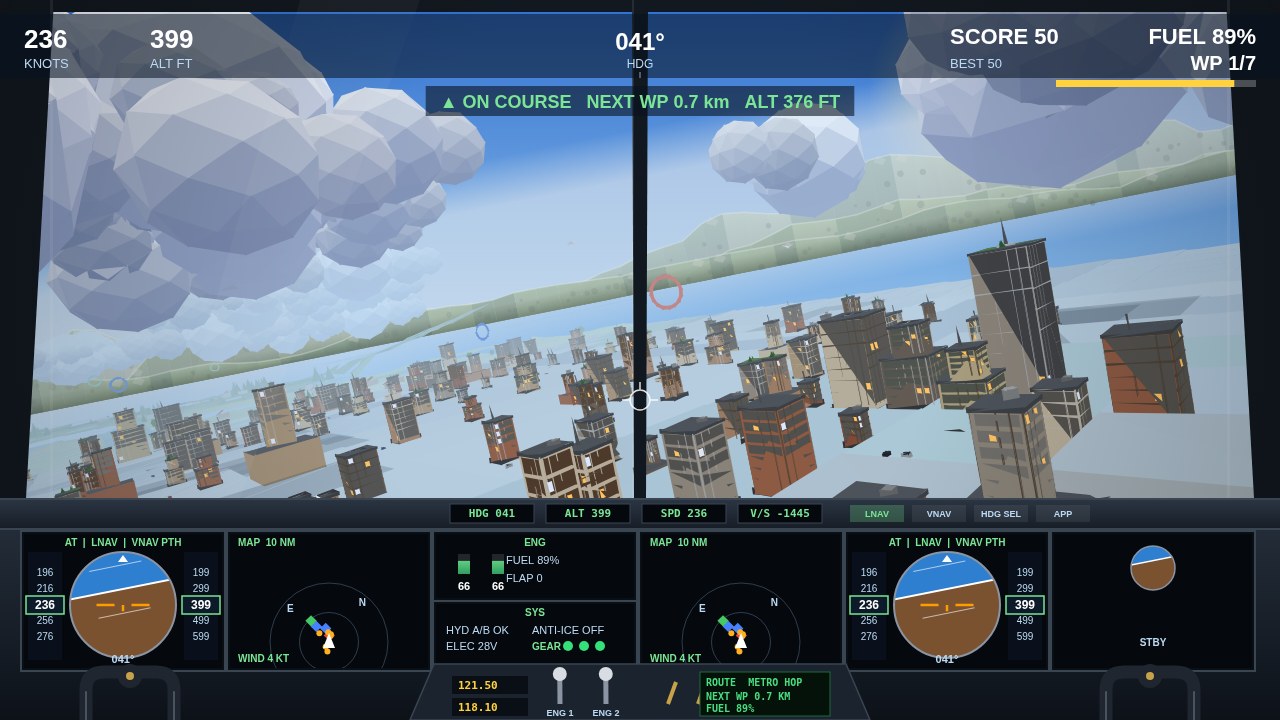 236
KNOTS
399
ALT FT
041°
HDG
SCORE 50
BEST 50
FUEL 89%
WP 1/7
▲ ON COURSE   NEXT WP 0.7 km   ALT 376 FT
HDG 041
ALT 399
SPD 236
V/S -1445
LNAV
VNAV
HDG SEL
APP
AT | LNAV | VNAV PTH
196
216
236
256
276
199
299
399
499
599
041°
MAP  10 NM
E
N
WIND 4 KT
ENG
66
66
FUEL 89%
FLAP 0
SYS
HYD A/B OK
ANTI-ICE OFF
ELEC 28V
GEAR
MAP  10 NM
E
N
WIND 4 KT
AT | LNAV | VNAV PTH
196
216
236
256
276
199
299
399
499
599
041°
STBY
121.50
118.10
ENG 1
ENG 2
ROUTE  METRO HOP
NEXT WP 0.7 KM
FUEL 89%